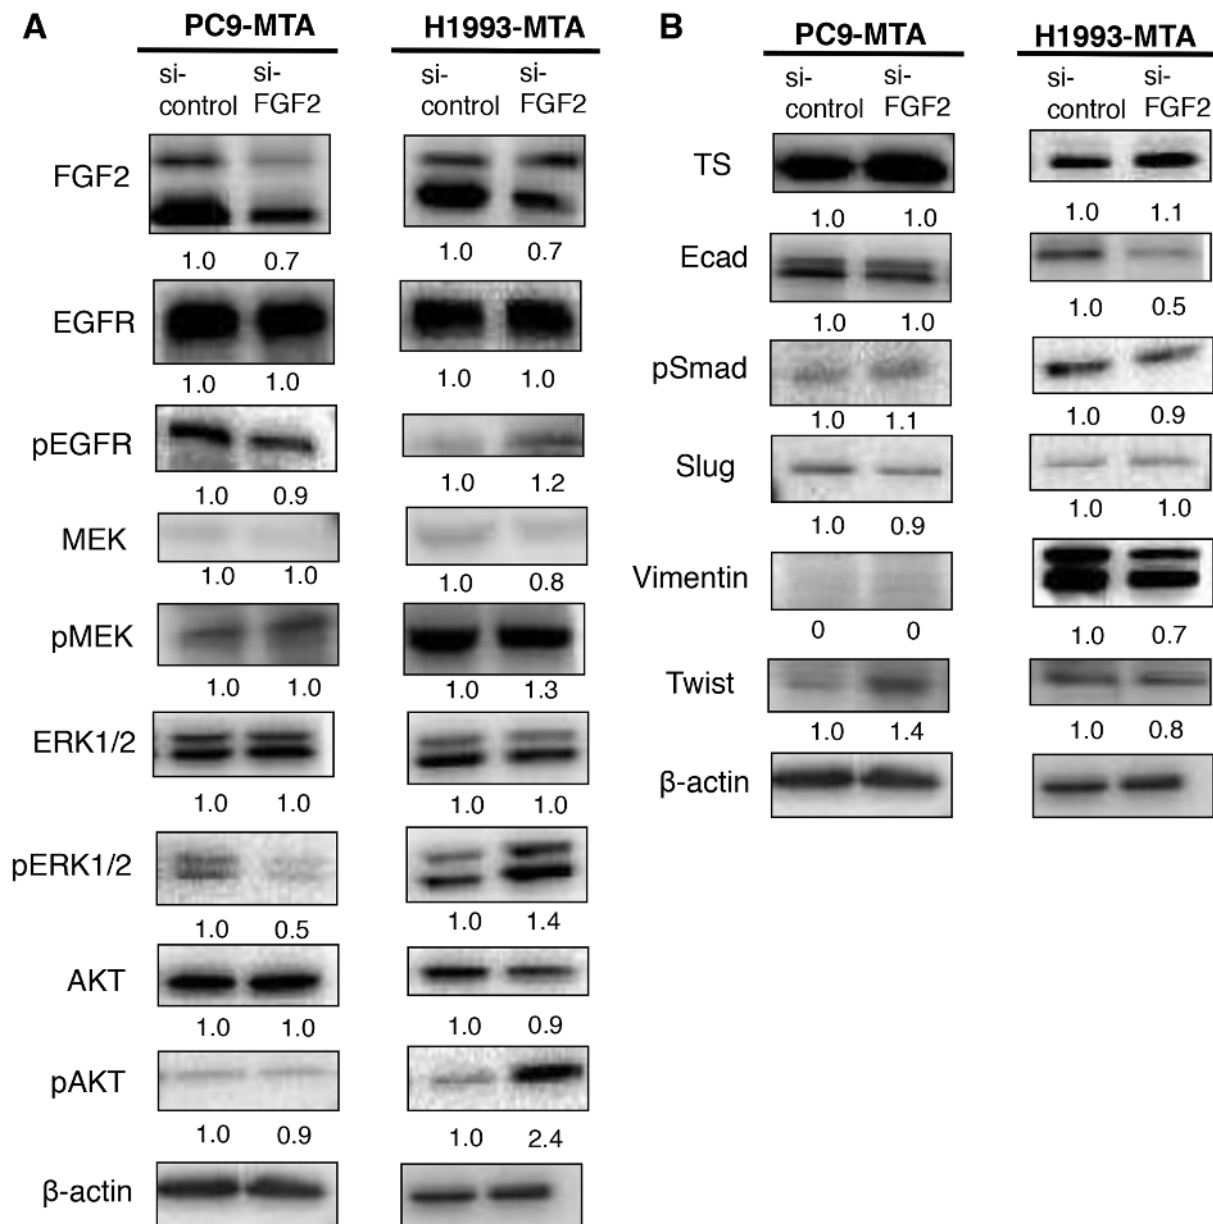 A
PC9-MTA
H1993-MTA
si-
control
si-
FGF2
si-
control
si-
FGF2
FGF2
1.0 0.7
1.0 0.7
EGFR
1.0 1.0
1.0 1.0
pEGFR
1.0 0.9
1.0 1.2
MEK
1.0 1.0
1.0 0.8
pMEK
1.0 1.0
1.0 1.3
ERK1/2
1.0 1.0
1.0 1.0
pERK1/2
1.0 0.5
1.0 1.4
AKT
1.0 1.0
1.0 0.9
pAKT
1.0 0.9
1.0 2.4
β-actin
B
PC9-MTA
H1993-MTA
si-
control
si-
FGF2
si-
control
si-
FGF2
TS
1.0 1.0
1.0 1.1
Ecad
1.0 1.0
1.0 0.5
pSmad
1.0 1.1
1.0 0.9
Slug
1.0 0.9
1.0 1.0
Vimentin
0 0
1.0 0.7
Twist
1.0 1.4
1.0 0.8
β-actin